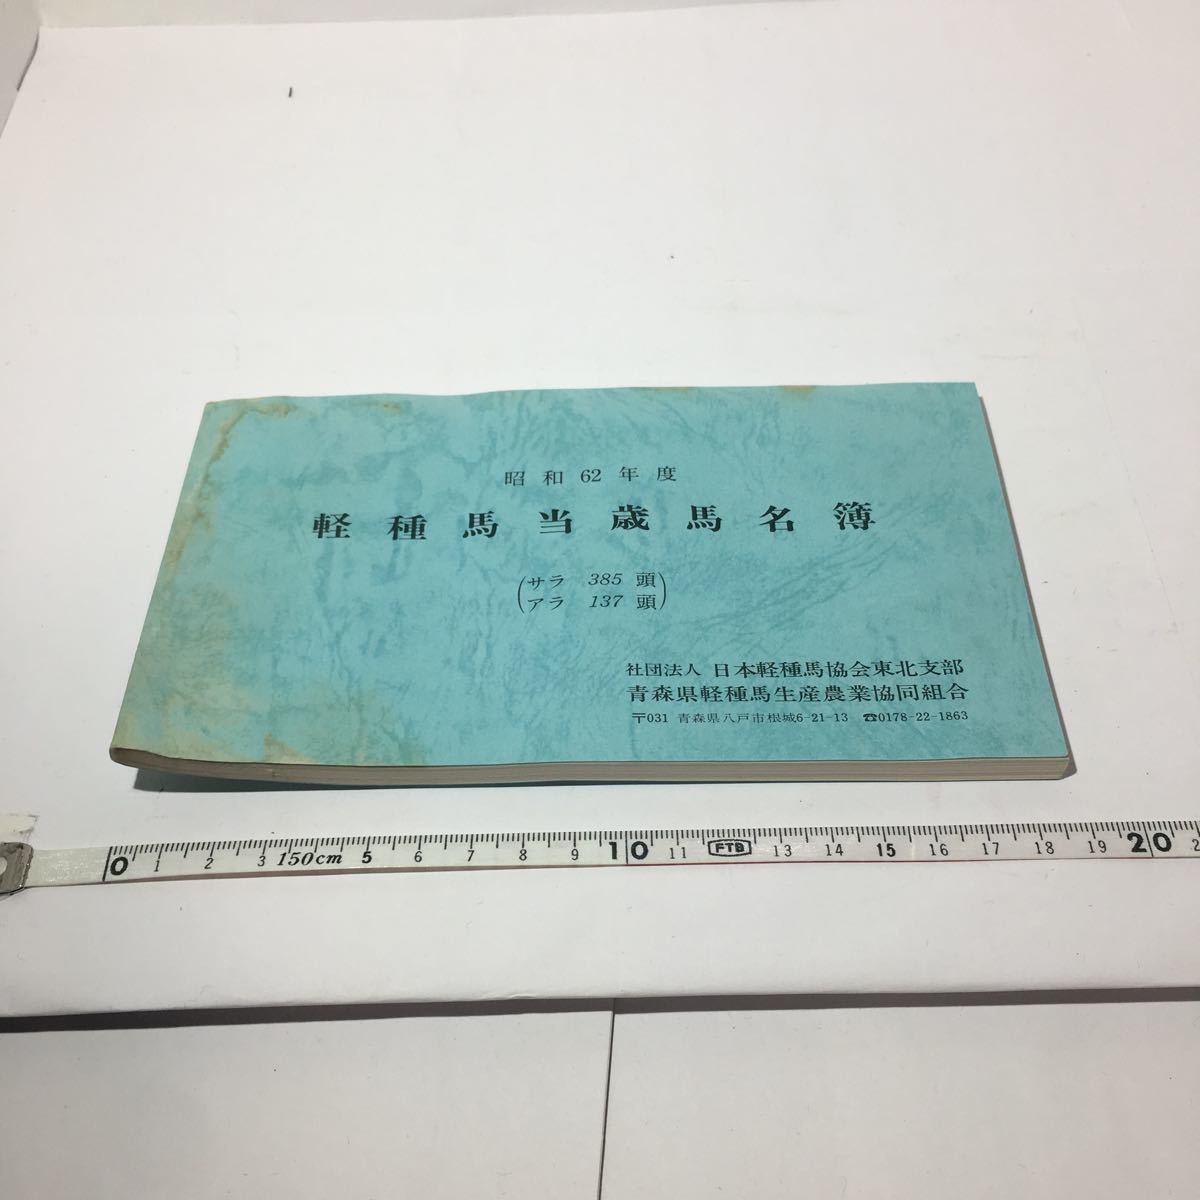 昭和62年度
軽種馬当歳馬名簿
(サラ 385 頭
アラ 137 頭)
社団法人 日本軽種馬協会東北支部
青森県軽種馬生産農業協同組合
〒031 青森県八戸市根城6-21-13 ☎0178-22-1863
0 1 2 3 150cm 5 6 7 8 9 10 11 FTB 13 14 15 16 17 18 19 20 2